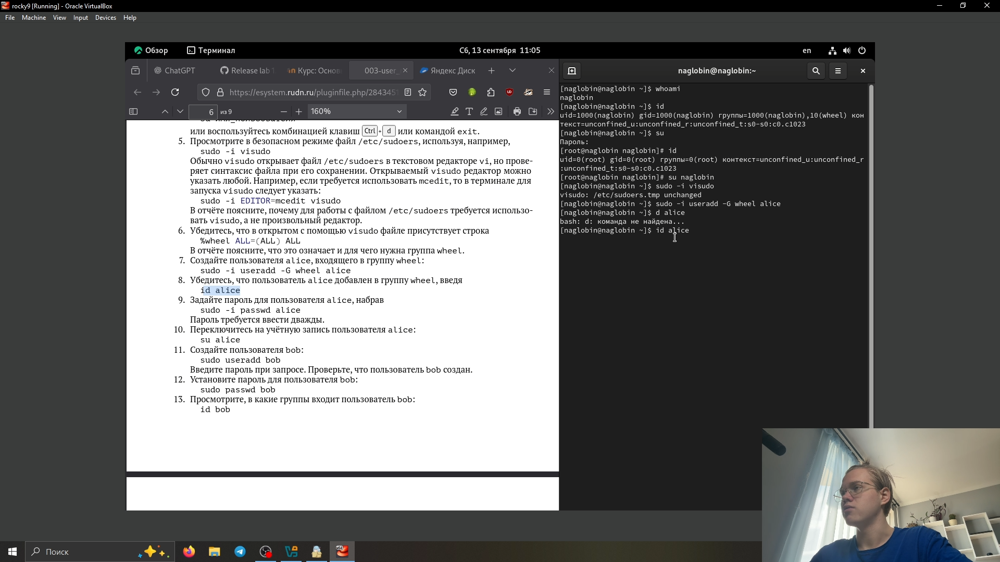 rocky9 [Running] - Oracle VirtualBox
File Machine View Input Devices Help
Обзор Терминал Сб, 13 сентября 11:05 en
ChatGPT Release lab 1 Курс: Основ 003-user_ Яндекс Диск
https://esystem.rudn.ru/pluginfile.php/2843451
6 из 9 160%
или воспользуйтесь комбинацией клавиш Ctrl + d или командой exit.
5. Просмотрите в безопасном режиме файл /etc/sudoers, используя, например,
sudo -i visudo
Обычно visudo открывает файл /etc/sudoers в текстовом редакторе vi, но прове-
ряет синтаксис файла при его сохранении. Открываемый visudo редактор можно
указать любой. Например, если требуется использовать mcedit, то в терминале для
запуска visudo следует указать:
sudo -i EDITOR=mcedit visudo
В отчёте поясните, почему для работы с файлом /etc/sudoers требуется использо-
вать visudo, а не произвольный редактор.
6. Убедитесь, что в открытом с помощью visudo файле присутствует строка
%wheel ALL=(ALL) ALL
В отчёте поясните, что это означает и для чего нужна группа wheel.
7. Создайте пользователя alice, входящего в группу wheel:
sudo -i useradd -G wheel alice
8. Убедитесь, что пользователь alice добавлен в группу wheel, введя
id alice
9. Задайте пароль для пользователя alice, набрав
sudo -i passwd alice
Пароль требуется ввести дважды.
10. Переключитесь на учётную запись пользователя alice:
su alice
11. Создайте пользователя bob:
sudo useradd bob
Введите пароль при запросе. Проверьте, что пользователь bob создан.
12. Установите пароль для пользователя bob:
sudo passwd bob
13. Просмотрите, в какие группы входит пользователь bob:
id bob
naglobin@naglobin:~
[naglobin@naglobin ~]$ whoami
naglobin
[naglobin@naglobin ~]$ id
uid=1000(naglobin) gid=1000(naglobin) группы=1000(naglobin),10(wheel) кон
текст=unconfined_u:unconfined_r:unconfined_t:s0-s0:c0.c1023
[naglobin@naglobin ~]$ su
Пароль:
[root@naglobin naglobin]# id
uid=0(root) gid=0(root) группы=0(root) контекст=unconfined_u:unconfined_r
:unconfined_t:s0-s0:c0.c1023
[root@naglobin naglobin]# su naglobin
[naglobin@naglobin ~]$ sudo -i visudo
visudo: /etc/sudoers.tmp unchanged
[naglobin@naglobin ~]$ sudo -i useradd -G wheel alice
[naglobin@naglobin ~]$ d alice
bash: d: команда не найдена...
[naglobin@naglobin ~]$ id alice
Поиск